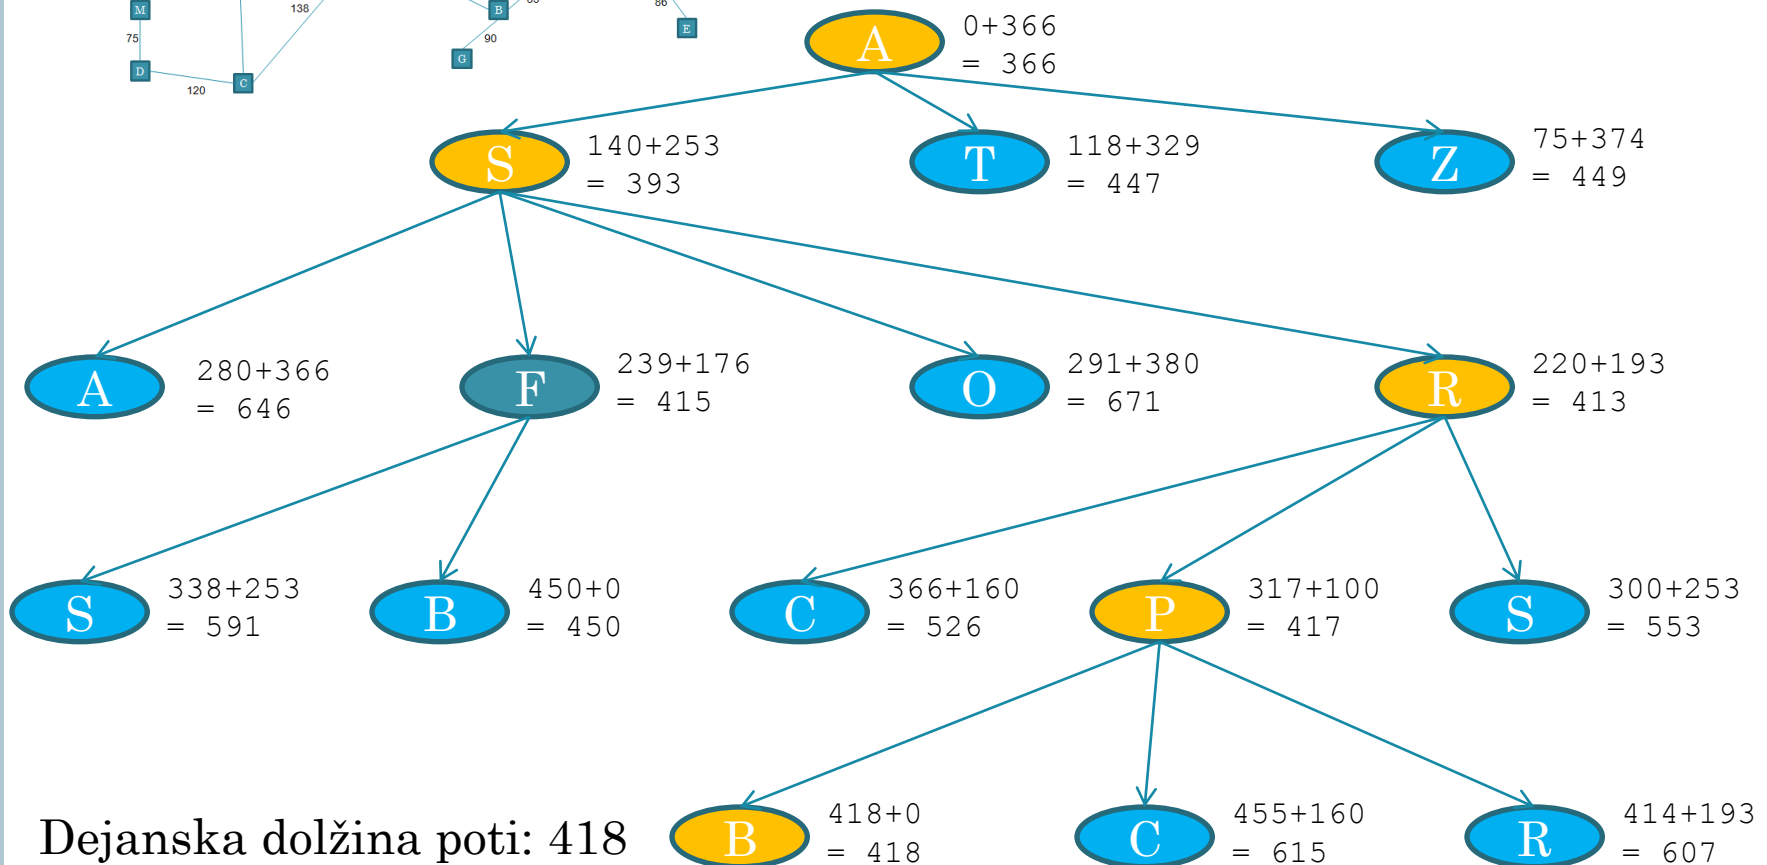 M
138
B
86
75
E
90
G
D
C
120
A
0+366
= 366
S
140+253
= 393
T
118+329
= 447
Z
75+374
= 449
A
280+366
= 646
F
239+176
= 415
O
291+380
= 671
R
220+193
= 413
S
338+253
= 591
B
450+0
= 450
C
366+160
= 526
P
317+100
= 417
S
300+253
= 553
Dejanska dolžina poti: 418
B
418+0
= 418
C
455+160
= 615
R
414+193
= 607